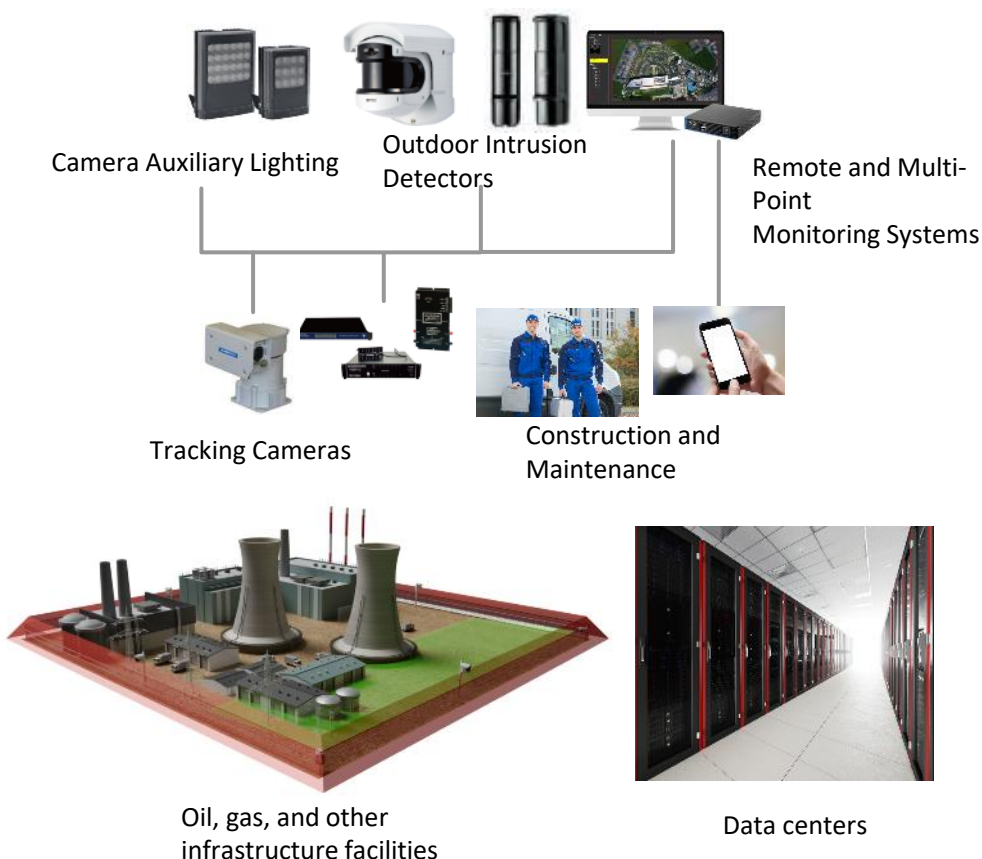 Camera Auxiliary Lighting
Outdoor Intrusion
Detectors
Remote and Multi-
Point
Monitoring Systems
Tracking Cameras
Construction and
Maintenance
Oil, gas, and other
infrastructure facilities
Data centers